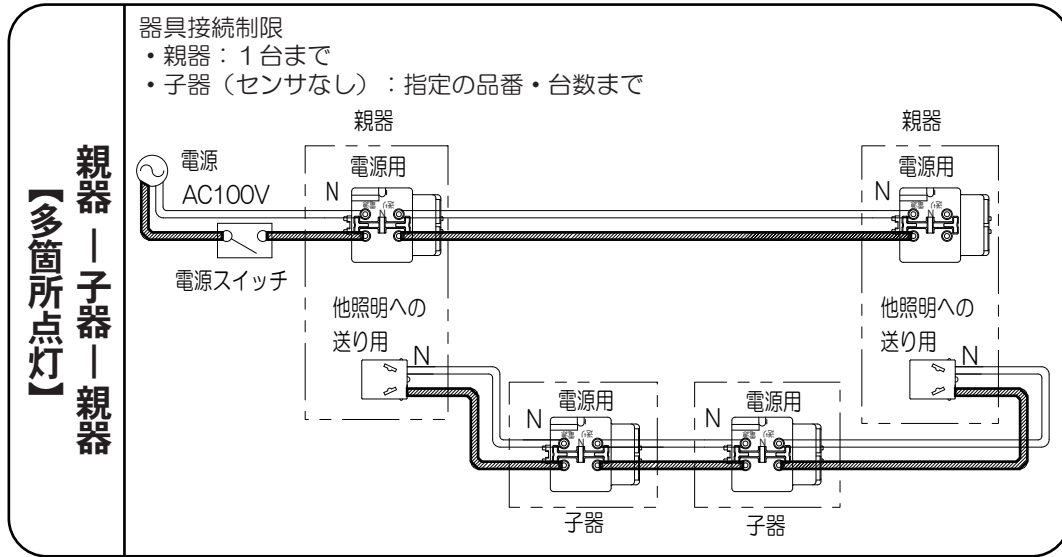 親器 ー 子器 ー 親器
【多箇所点灯】
器具接続制限
・親器：１台まで
・子器（センサなし）：指定の品番・台数まで
親器
親器
電源
AC100V
N
電源用
N
電源用
N
N
電源スイッチ
他照明への
送り用
N
他照明への
送り用
N
N
電源用
N
電源用
N
N
子器
子器